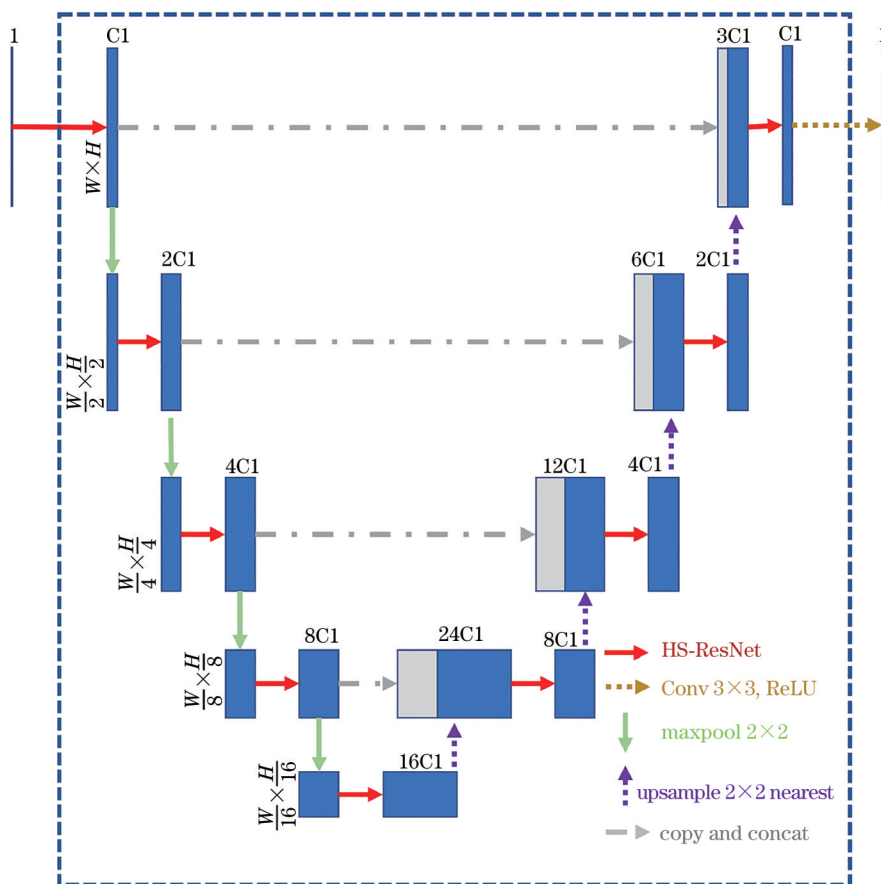 1
C1
3C1
C1
W×H
2C1
6C1
2C1
W/2×H/2
4C1
12C1
4C1
W/4×H/4
8C1
24C1
8C1
W/8×H/8
16C1
W/16×H/16
HS-ResNet
Conv 3×3, ReLU
maxpool 2×2
upsample 2×2 nearest
copy and concat